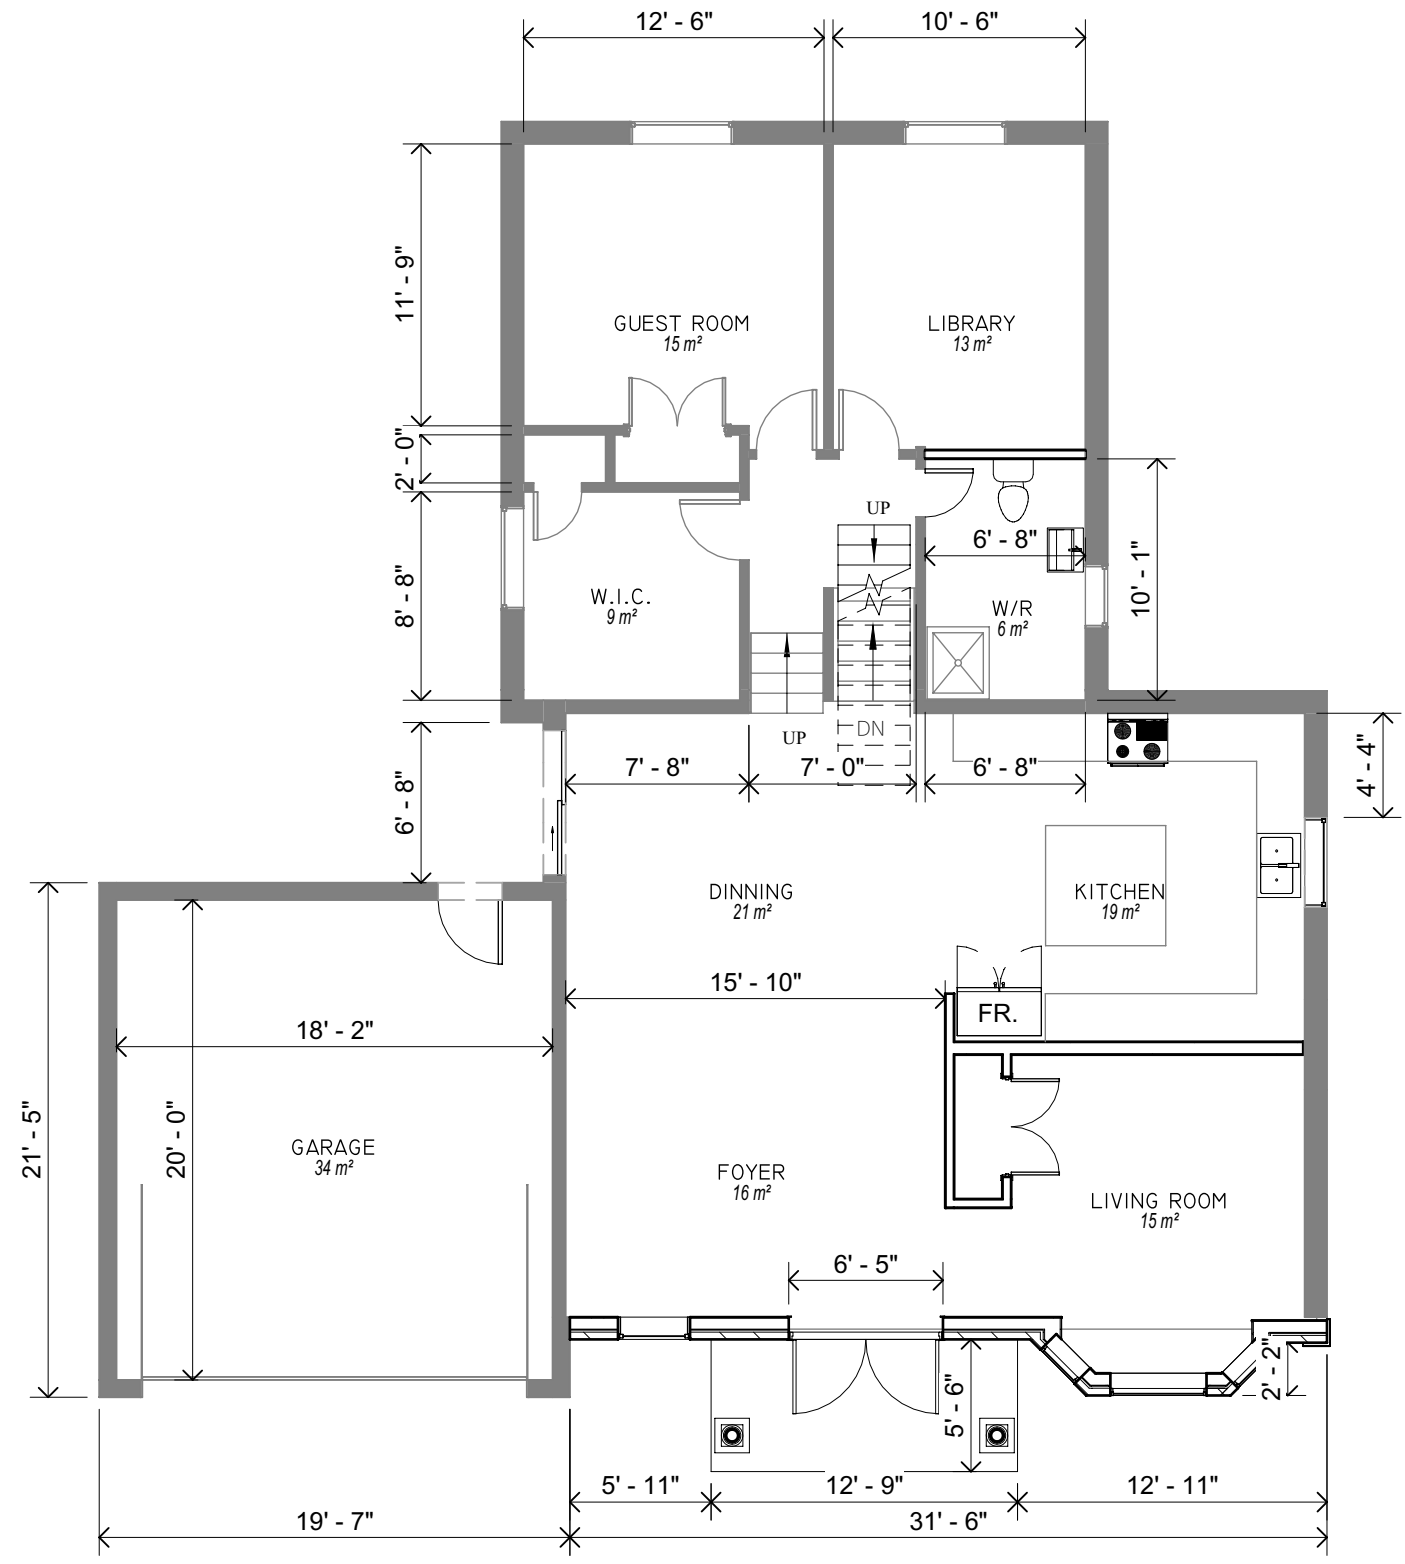 12' - 6"
10' - 6"
11' - 9"
GUEST ROOM
15 m²
LIBRARY
13 m²
2' - 0"
UP
6' - 8"
10' - 1"
8' - 8"
W.I.C.
9 m²
W/R
6 m²
UP
DN
7' - 8"
7' - 0"
6' - 8"
4' - 4"
6' - 8"
DINNING
21 m²
KITCHEN
19 m²
15' - 10"
FR.
18' - 2"
21' - 5"
20' - 0"
GARAGE
34 m²
FOYER
16 m²
LIVING ROOM
15 m²
6' - 5"
2' - 2"
5' - 6"
5' - 11"
12' - 9"
12' - 11"
19' - 7"
31' - 6"